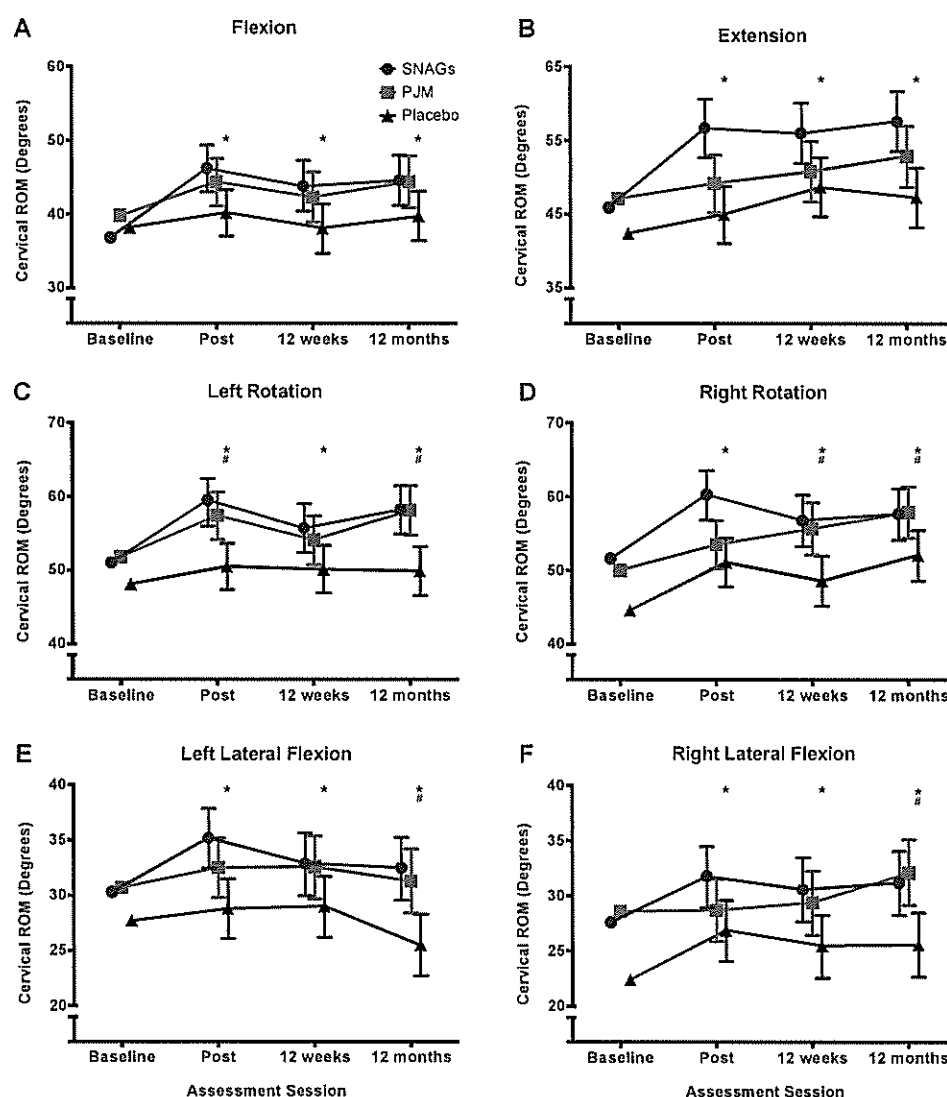 A
Flexion
SNAGs
PJM
Placebo
Cervical ROM (Degrees)
60
50
40
30
* * *
Baseline Post 12 weeks 12 months
B
Extension
Cervical ROM (Degrees)
65
55
45
35
* * *
Baseline Post 12 weeks 12 months
C
Left Rotation
Cervical ROM (Degrees)
70
60
50
40
* * *
# #
Baseline Post 12 weeks 12 months
D
Right Rotation
Cervical ROM (Degrees)
70
60
50
40
* * *
# #
Baseline Post 12 weeks 12 months
E
Left Lateral Flexion
Cervical ROM (Degrees)
40
35
30
25
20
* * *
#
Baseline Post 12 weeks 12 months
Assessment Session
F
Right Lateral Flexion
Cervical ROM (Degrees)
40
35
30
25
20
* * *
#
Baseline Post 12 weeks 12 months
Assessment Session